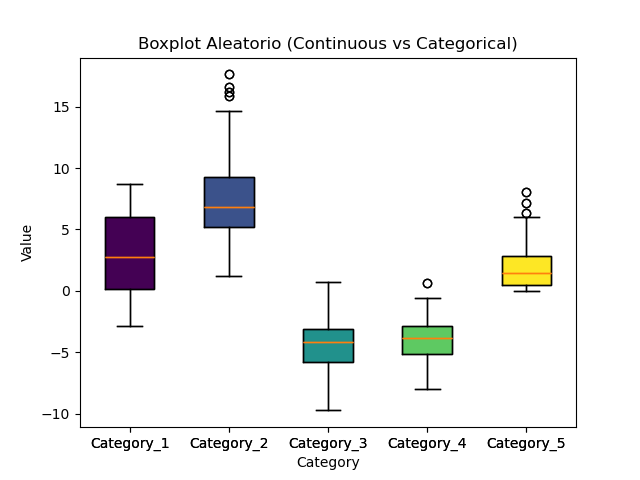 Boxplot Aleatorio (Continuous vs Categorical)
Value
15
10
5
0
−5
−10
Category_1 Category_2 Category_3 Category_4 Category_5
Category